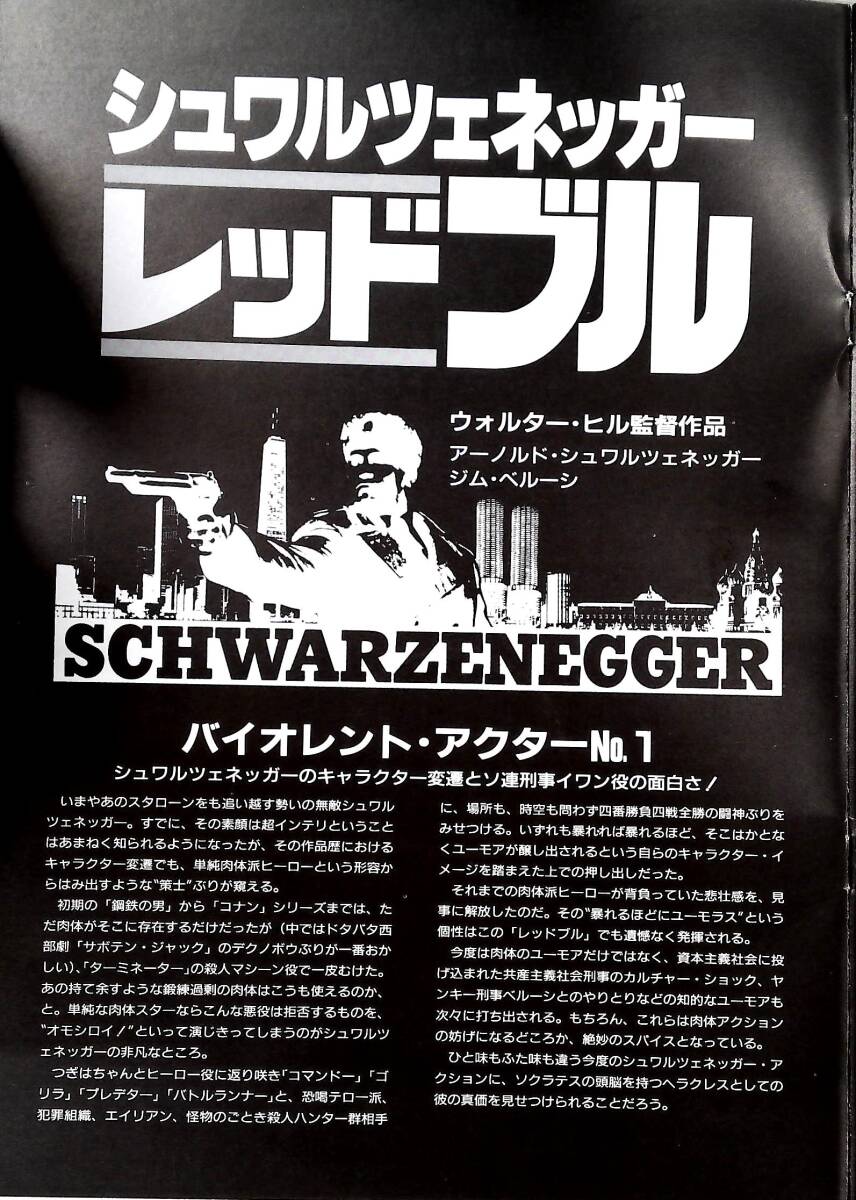 シュワルツェネッガー
レッドブル
ウォルター・ヒル監督作品
アーノルド・シュワルツェネッガー
ジム・ベルーシ
SCHWARZENEGGER
バイオレント・アクターNo.1
シュワルツェネッガーのキャラクター変遷とソ連刑事イワン役の面白さ!
いまやあのスタローンをも追い越す勢いの無敵シュワル
ツェネッガー。すでに、その素顔は超インテリということ
はあまねく知られるようになったが、その作品歴における
キャラクター変遷でも、単純肉体派ヒーローという形容か
らはみ出すような“策士”ぶりが窺える。
初期の「鋼鉄の男」から「コナン」シリーズまでは、た
だ肉体がそこに存在するだけだったが（中ではドタバタ西
部劇「サボテン・ジャック」のデクノボウぶりが一番おか
しい）、「ターミネーター」の殺人マシーン役で一皮むけた。
あの持て余すような鍛練過剰の肉体はこうも使えるのか、
と。単純な肉体スターならこんな悪役は拒否するものを、
“オモシロイ!”といって演じきってしまうのがシュワルツ
ェネッガーの非凡なところ。
つぎはちゃんとヒーロー役に返り咲き「コマンドー」「ゴ
リラ」「プレデター」「バトルランナー」と、恐喝テロー派、
犯罪組織、エイリアン、怪物のごとき殺人ハンター群相手
に、場所も、時空も問わず四番勝負四戦全勝の闘神ぶりを
みせつける。いずれも暴れれば暴れるほど、そこはかとな
くユーモアが醸し出されるという自らのキャラクター・イ
メージを踏まえた上での押し出しだった。
それまでの肉体派ヒーローが背負っていた悲壮感を、見
事に解放したのだ。その“暴れるほどにユーモラス”という
個性はこの「レッドブル」でも遺憾なく発揮される。
今度は肉体のユーモアだけではなく、資本主義社会に投
げ込まれた共産主義社会刑事のカルチャー・ショック、ヤ
ンキー刑事ベルーシとのやりとりなどの知的なユーモアも
次々に打ち出される。もちろん、これらは肉体アクション
の妨げになるどころか、絶妙のスパイスとなっている。
ひと味もふた味も違う今度のシュワルツェネッガー・ア
クションに、ソクラテスの頭脳を持つヘラクレスとしての
彼の真価を見せつけられることだろう。